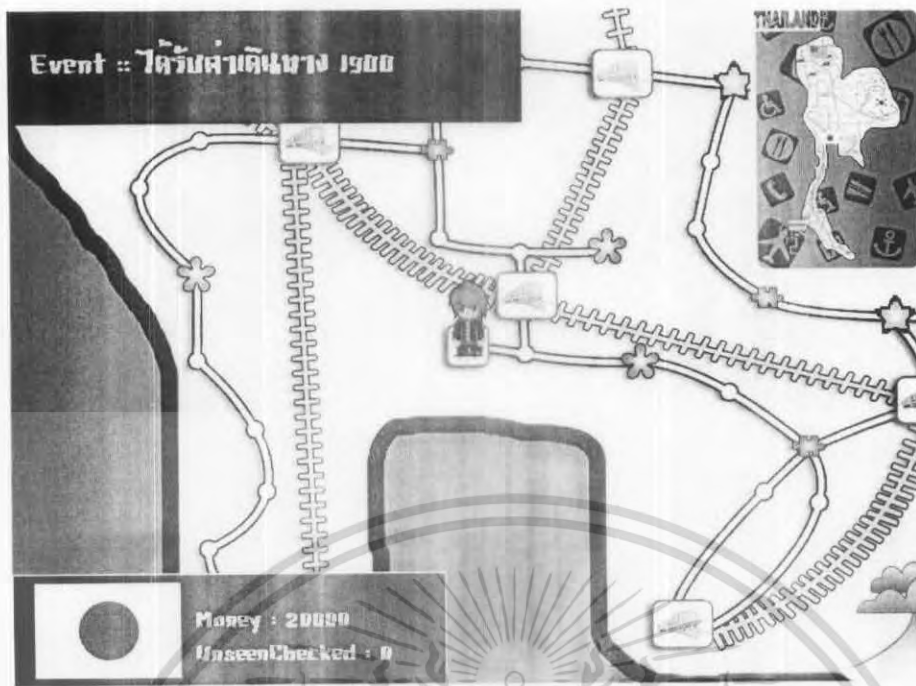 Event :: ได้รับค่าเดินทาง 1900
THAILAND
Money : 20000
UnseenChecked : 0